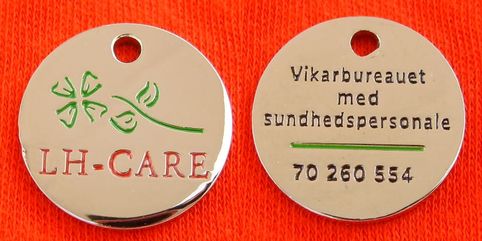 LH-CARE
Vikarbureauet
med
sundhedspersonale
70 260 554